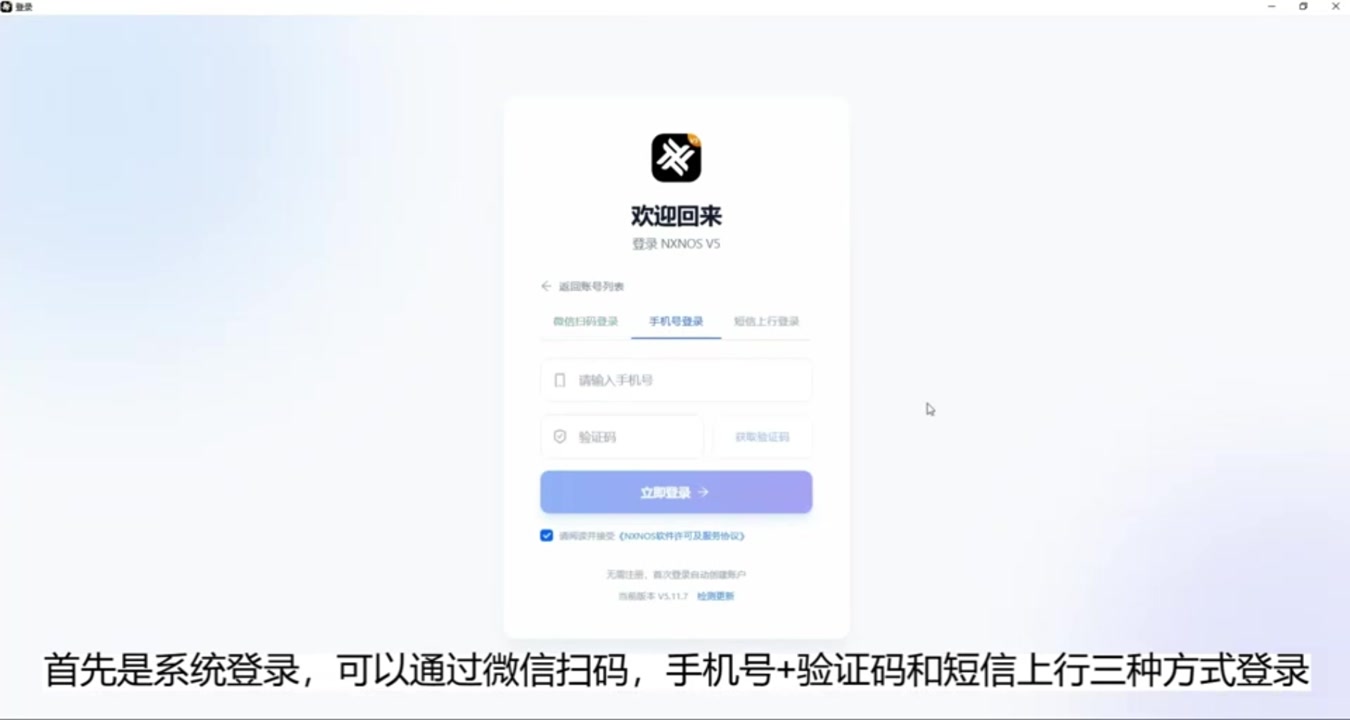 登录
欢迎回来
登录 NXNOS V5
返回账号列表
微信扫码登录 手机号登录 短信上行登录
请输入手机号
验证码 获取验证码
立即登录
请阅读并接受《NXNOS软件许可及服务协议》
无需注册，首次登录自动创建账户
当前版本 V5.11.7 检测更新
首先是系统登录，可以通过微信扫码，手机号+验证码和短信上行三种方式登录